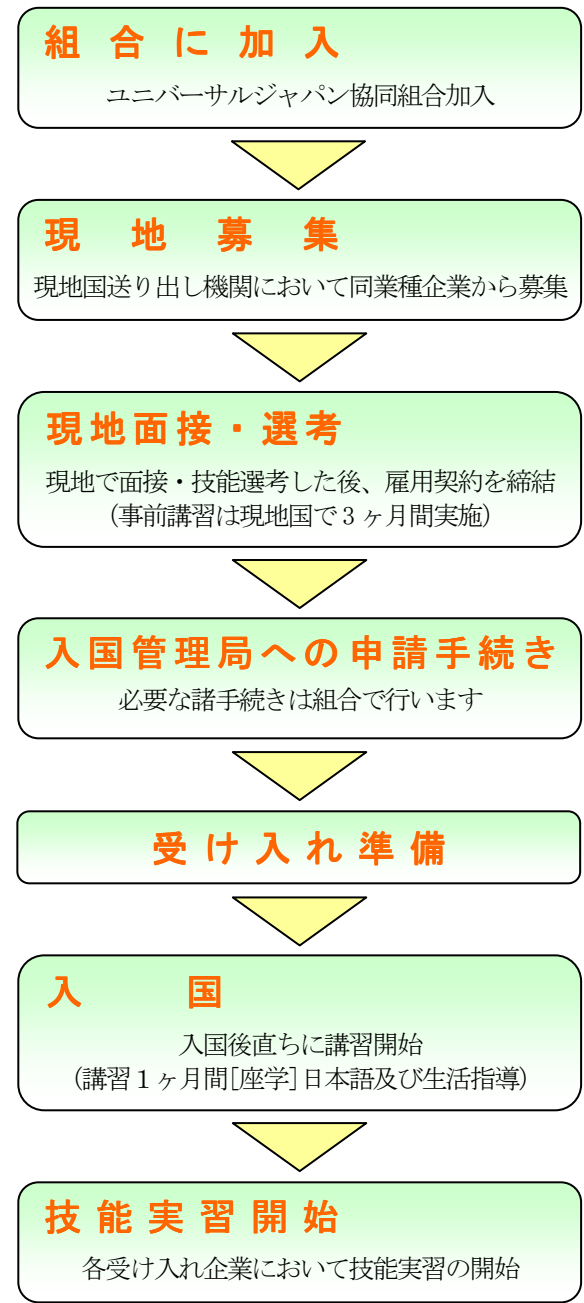 組合に加入
ユニバーサルジャパン協同組合加入
現地募集
現地国送り出し機関において同業種企業から募集
現地面接・選考
現地で面接・技能選考した後、雇用契約を締結
(事前講習は現地国で３ヶ月間実施)
入国管理局への申請手続き
必要な諸手続きは組合で行います
受け入れ準備
入国
入国後直ちに講習開始
(講習１ヶ月間[座学]日本語及び生活指導)
技能実習開始
各受け入れ企業において技能実習の開始